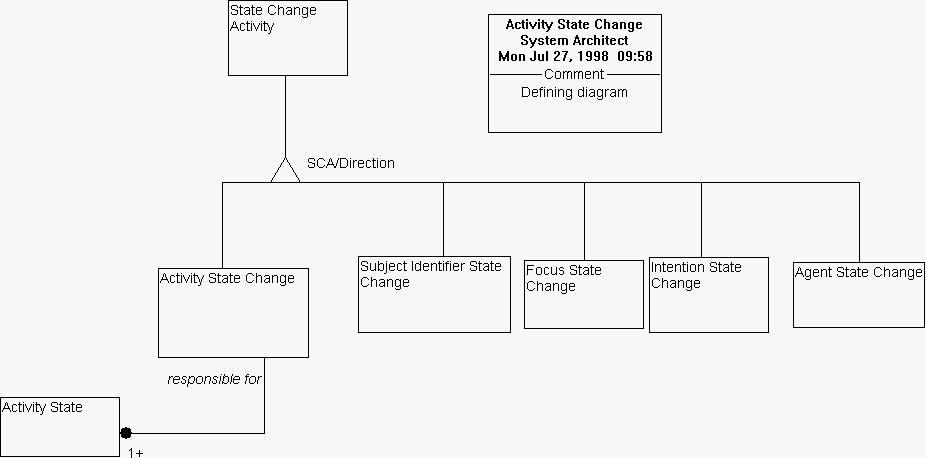 State Change
Activity
Activity State Change
System Architect
Mon Jul 27, 1998  09:58
Comment
Defining diagram
SCA/Direction
Activity State Change
Subject Identifier State
Change
Focus State
Change
Intention State
Change
Agent State Change
responsible for
Activity State
1+